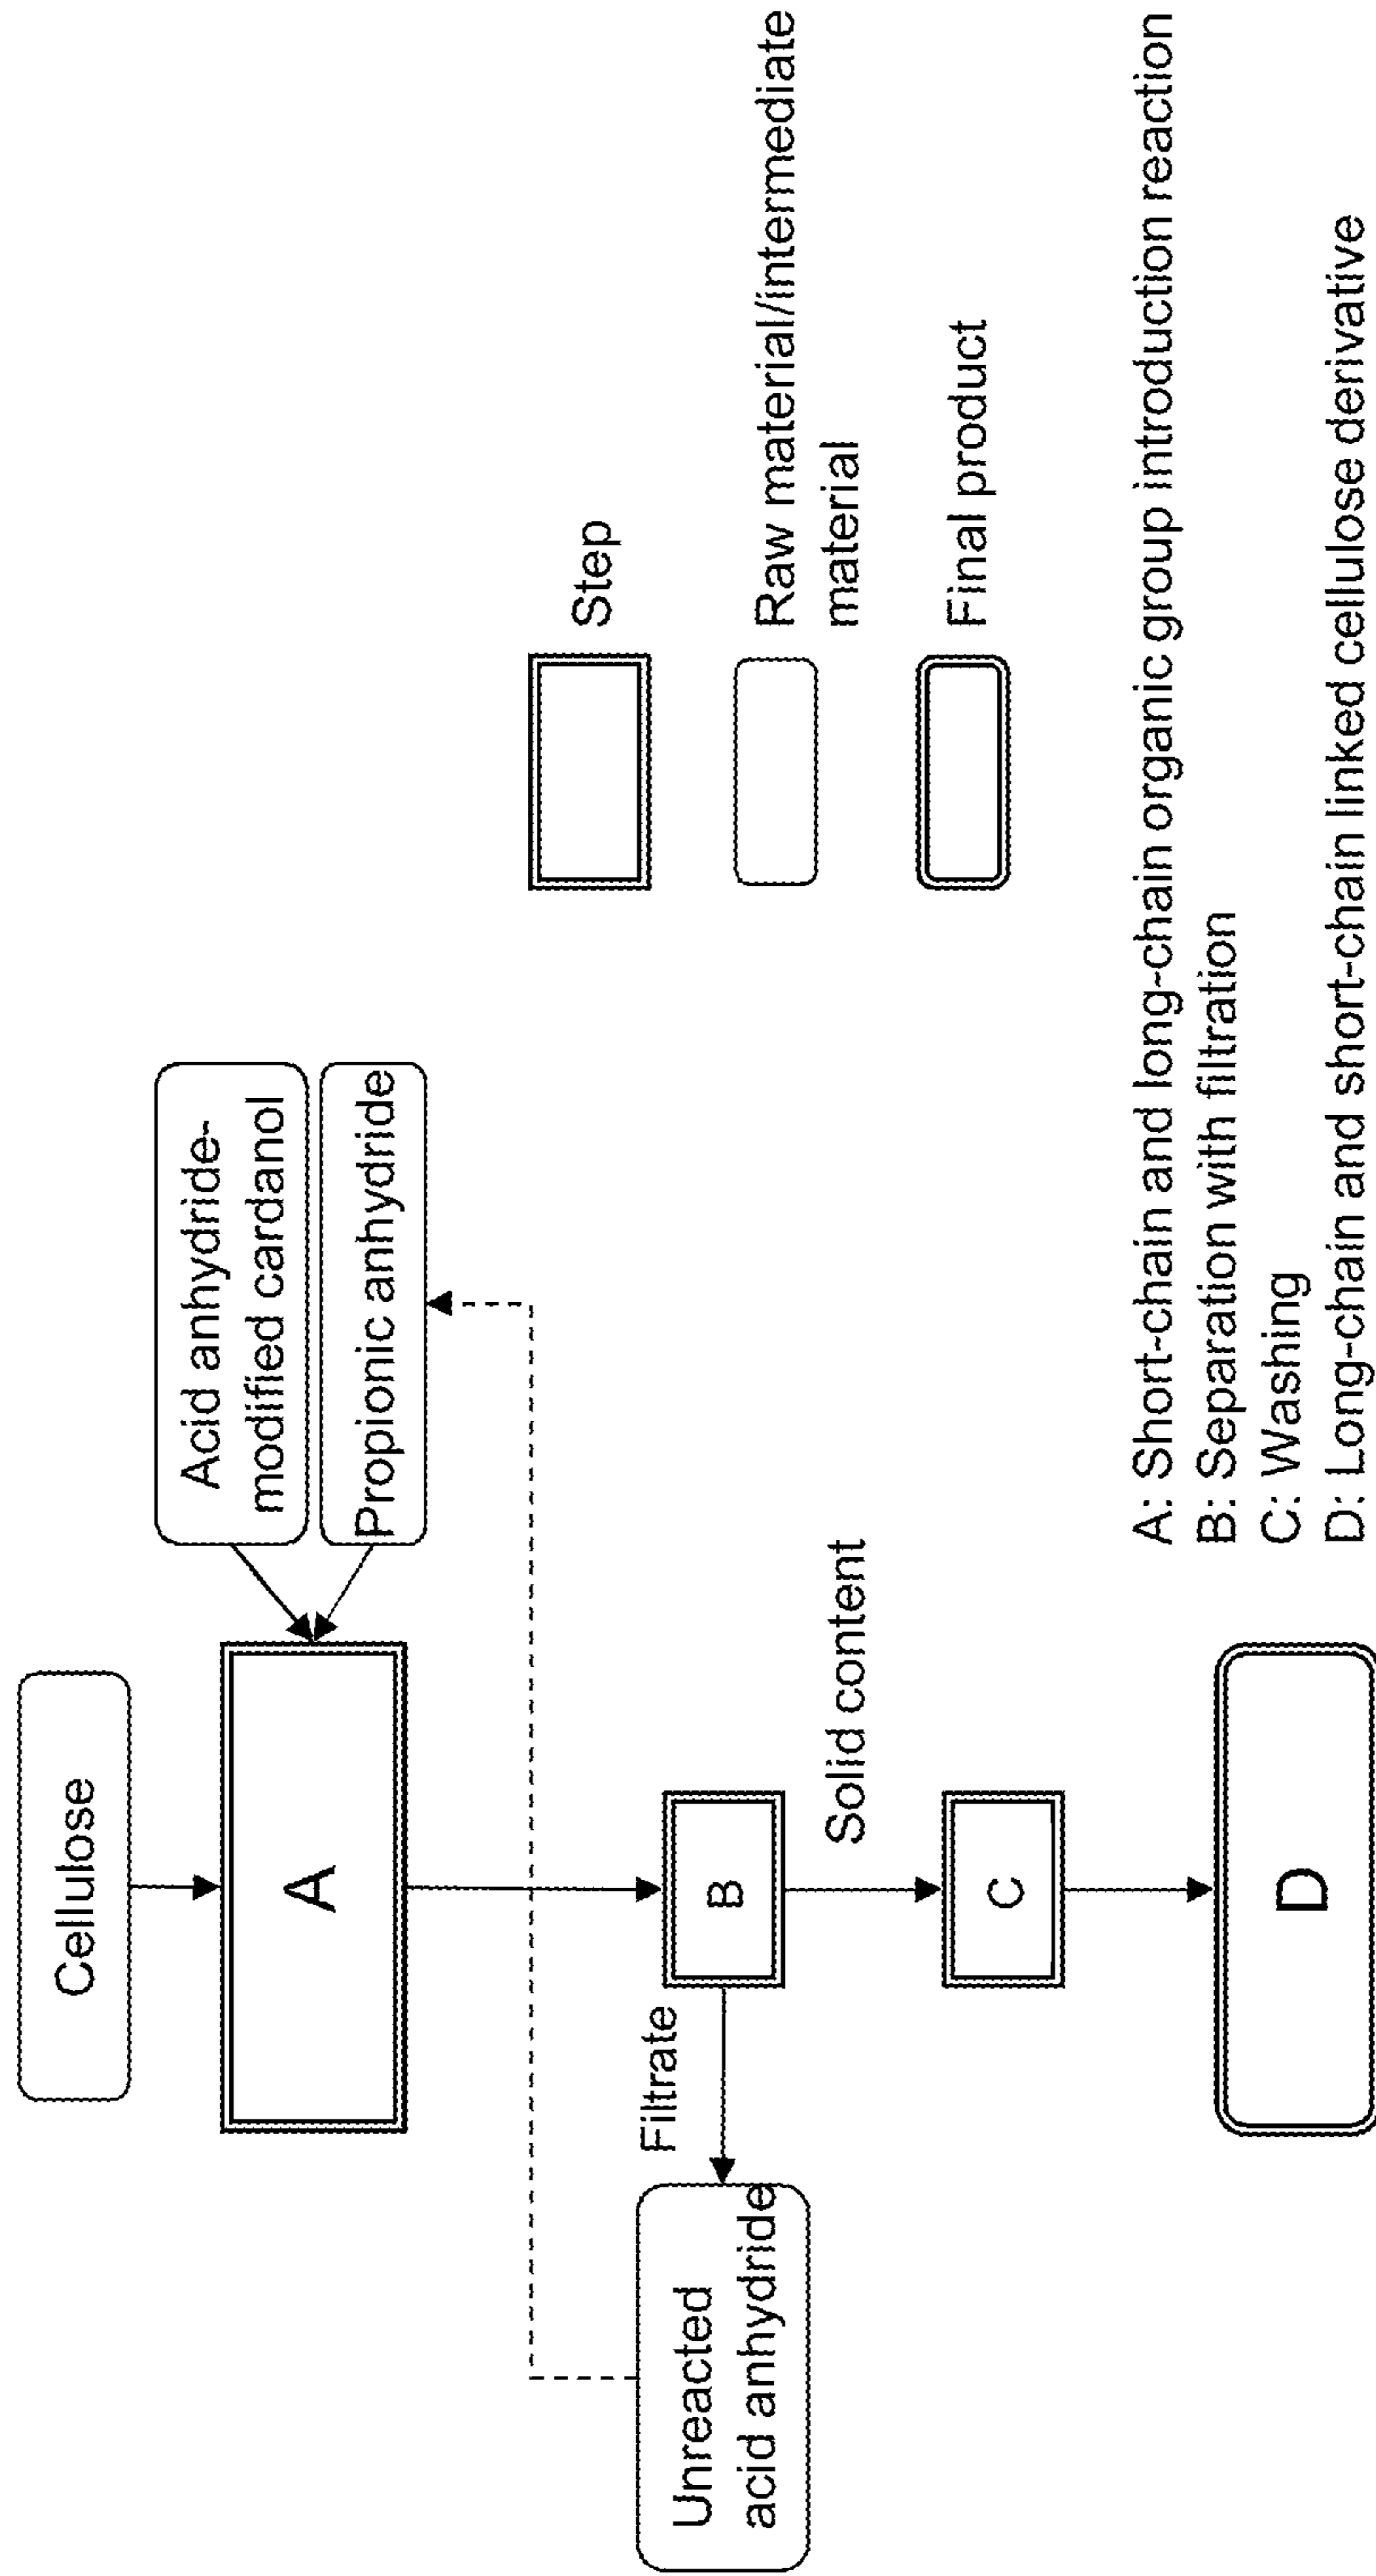 Cellulose
A
Acid anhydride-
modified cardanol
Propionic anhydride
Filtrate
B
Unreacted
acid anhydride
Solid content
C
D
Step
Raw material/intermediate
material
Final product
A: Short-chain and long-chain organic group introduction reaction
B: Separation with filtration
C: Washing
D: Long-chain and short-chain linked cellulose derivative